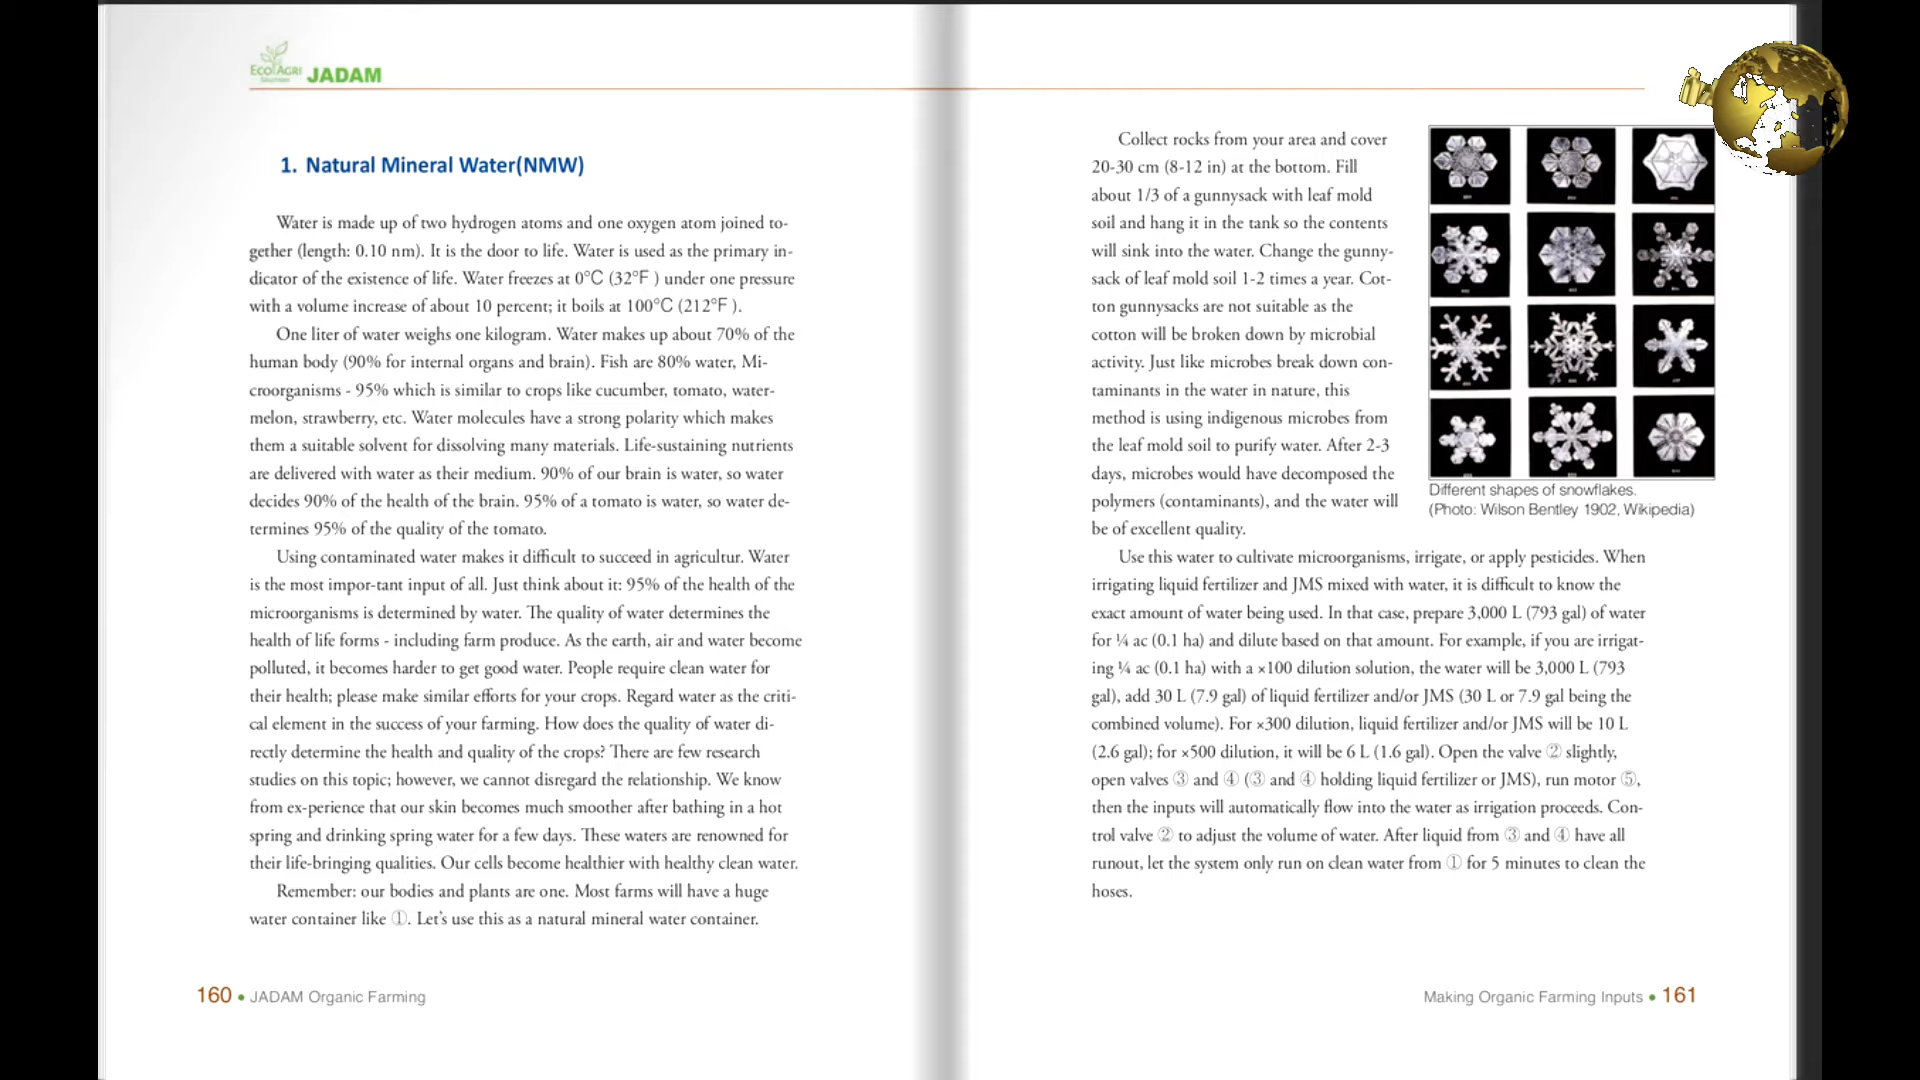 ECO AGRI
JADAM
1. Natural Mineral Water(NMW)
Water is made up of two hydrogen atoms and one oxygen atom joined to-
gether (length: 0.10 nm). It is the door to life. Water is used as the primary in-
dicator of the existence of life. Water freezes at 0°C (32°F ) under one pressure
with a volume increase of about 10 percent; it boils at 100°C (212°F ).
One liter of water weighs one kilogram. Water makes up about 70% of the
human body (90% for internal organs and brain). Fish are 80% water, Mi-
croorganisms - 95% which is similar to crops like cucumber, tomato, water-
melon, strawberry, etc. Water molecules have a strong polarity which makes
them a suitable solvent for dissolving many materials. Life-sustaining nutrients
are delivered with water as their medium. 90% of our brain is water, so water
decides 90% of the health of the brain. 95% of a tomato is water, so water de-
termines 95% of the quality of the tomato.
Using contaminated water makes it difficult to succeed in agricultur. Water
is the most impor-tant input of all. Just think about it: 95% of the health of the
microorganisms is determined by water. The quality of water determines the
health of life forms - including farm produce. As the earth, air and water become
polluted, it becomes harder to get good water. People require clean water for
their health; please make similar efforts for your crops. Regard water as the criti-
cal element in the success of your farming. How does the quality of water di-
rectly determine the health and quality of the crops? There are few research
studies on this topic; however, we cannot disregard the relationship. We know
from ex-perience that our skin becomes much smoother after bathing in a hot
spring and drinking spring water for a few days. These waters are renowned for
their life-bringing qualities. Our cells become healthier with healthy clean water.
Remember: our bodies and plants are one. Most farms will have a huge
water container like ①. Let's use this as a natural mineral water container.
160 • JADAM Organic Farming
Collect rocks from your area and cover
20-30 cm (8-12 in) at the bottom. Fill
about 1/3 of a gunnysack with leaf mold
soil and hang it in the tank so the contents
will sink into the water. Change the gunny-
sack of leaf mold soil 1-2 times a year. Cot-
ton gunnysacks are not suitable as the
cotton will be broken down by microbial
activity. Just like microbes break down con-
taminants in the water in nature, this
method is using indigenous microbes from
the leaf mold soil to purify water. After 2-3
days, microbes would have decomposed the
polymers (contaminants), and the water will
be of excellent quality.
Different shapes of snowflakes.
(Photo: Wilson Bentley 1902, Wikipedia)
Use this water to cultivate microorganisms, irrigate, or apply pesticides. When
irrigating liquid fertilizer and JMS mixed with water, it is difficult to know the
exact amount of water being used. In that case, prepare 3,000 L (793 gal) of water
for ¼ ac (0.1 ha) and dilute based on that amount. For example, if you are irrigat-
ing ¼ ac (0.1 ha) with a ×100 dilution solution, the water will be 3,000 L (793
gal), add 30 L (7.9 gal) of liquid fertilizer and/or JMS (30 L or 7.9 gal being the
combined volume). For ×300 dilution, liquid fertilizer and/or JMS will be 10 L
(2.6 gal); for ×500 dilution, it will be 6 L (1.6 gal). Open the valve ② slightly,
open valves ③ and ④ (③ and ④ holding liquid fertilizer or JMS), run motor ⑤,
then the inputs will automatically flow into the water as irrigation proceeds. Con-
trol valve ② to adjust the volume of water. After liquid from ③ and ④ have all
runout, let the system only run on clean water from ① for 5 minutes to clean the
hoses.
Making Organic Farming Inputs • 161